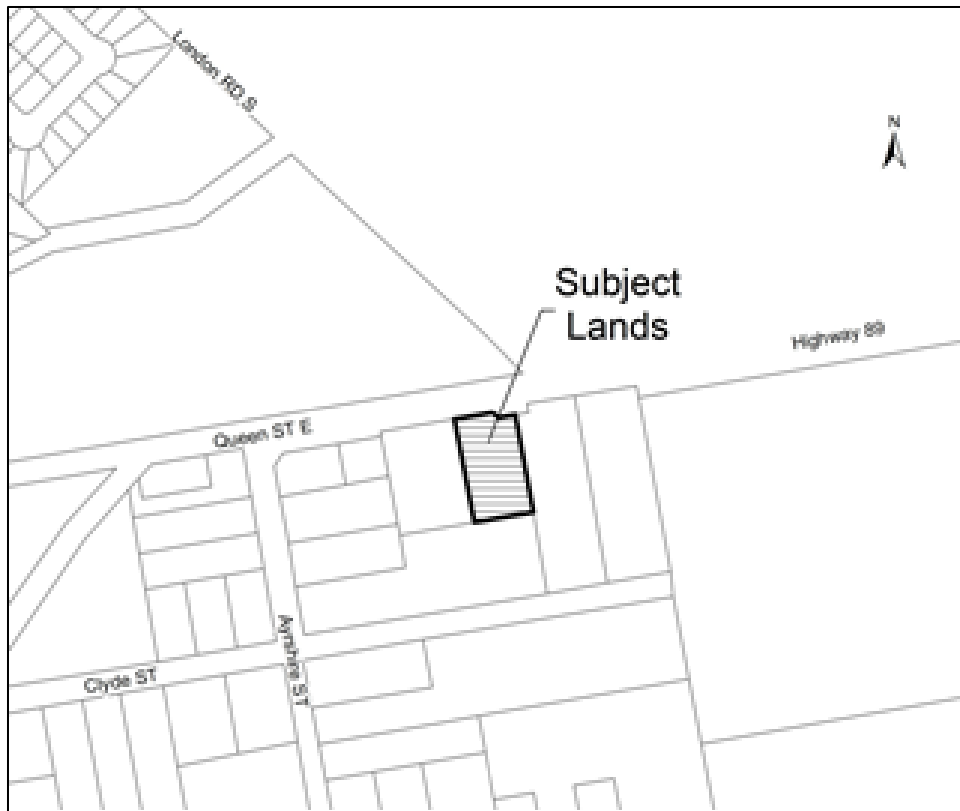 London RD S
N
Subject
Lands
Highway 89
Queen ST E
Ayrshire ST
Clyde ST